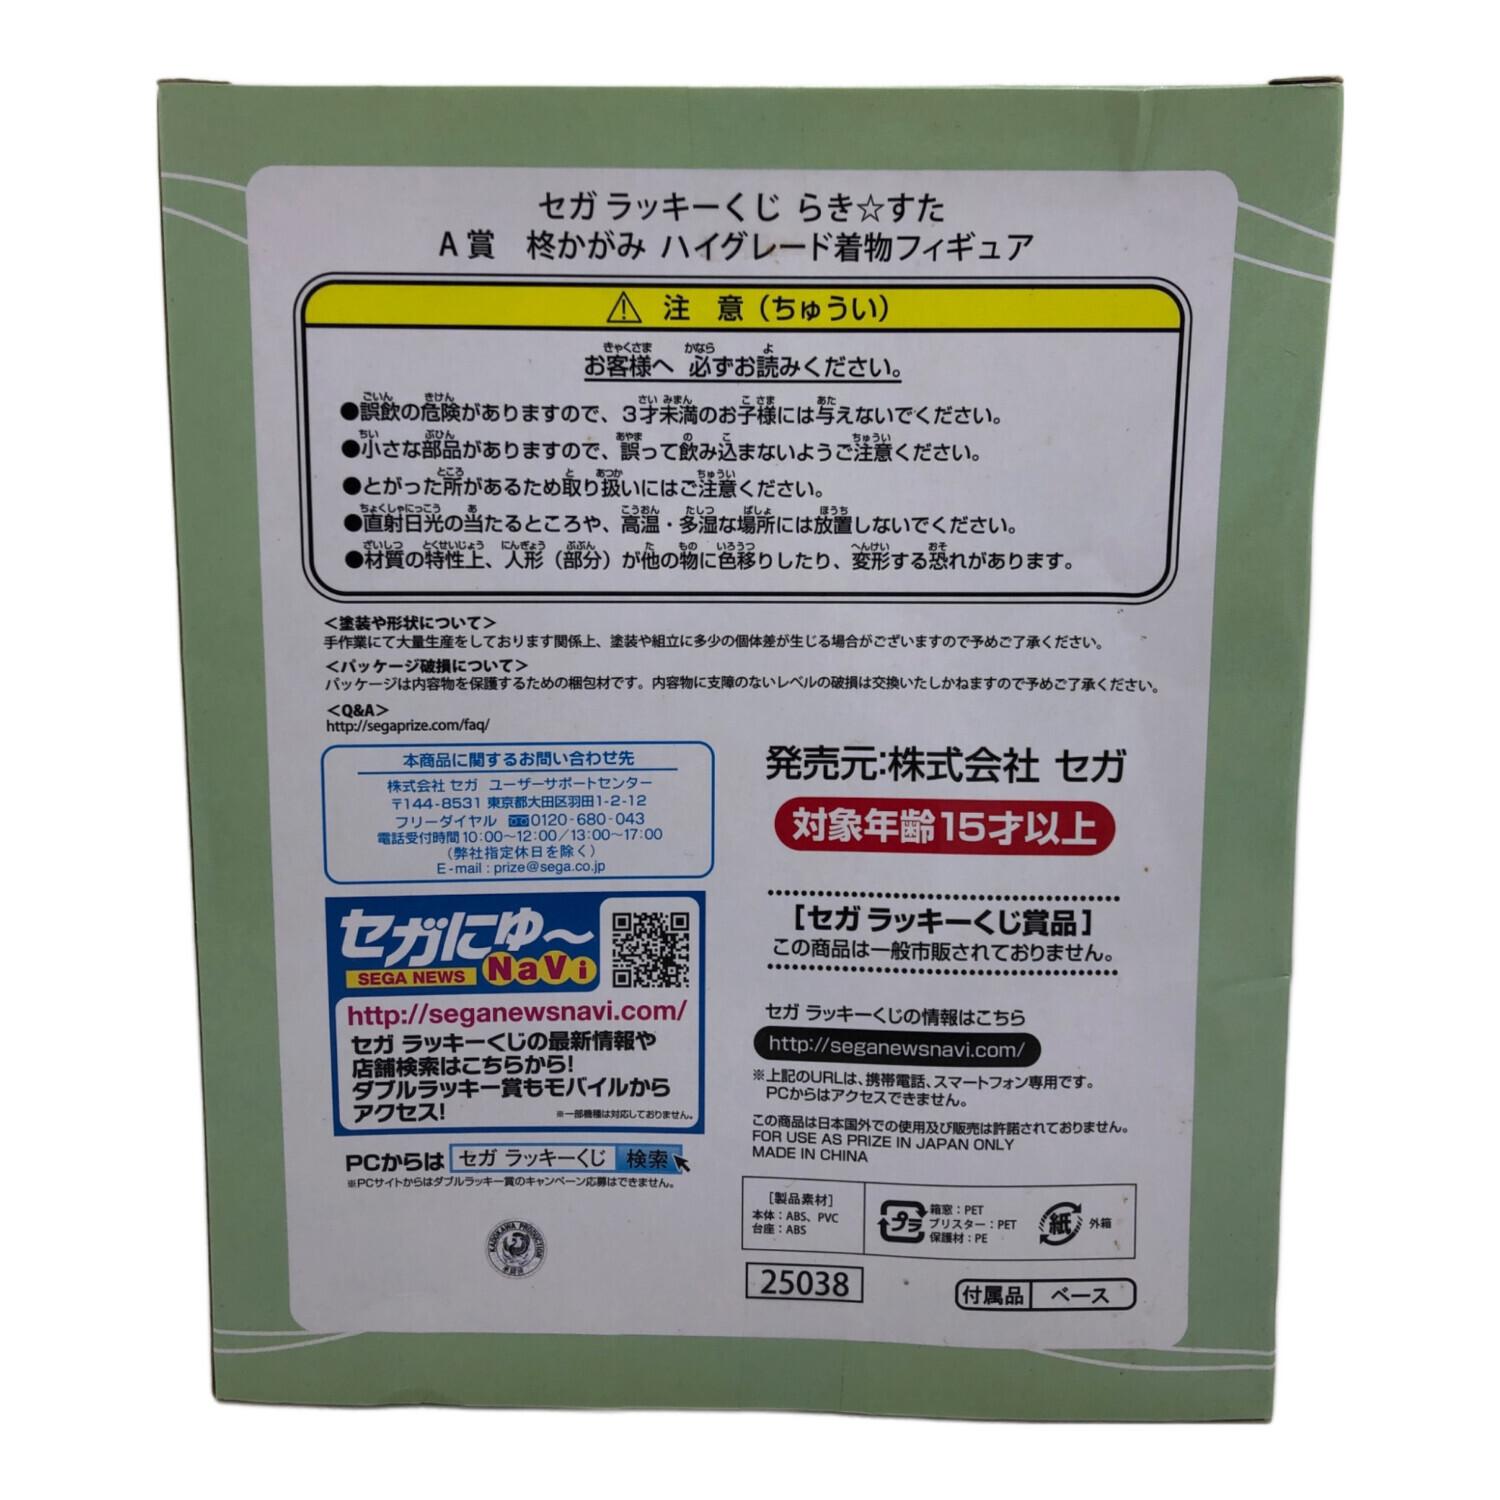 セガ ラッキーくじ らき☆すた
A賞 柊かがみ ハイグレード着物フィギュア
⚠ 注 意（ちゅうい）
お客様へ 必ずお読みください。
●誤飲の危険がありますので、3才未満のお子様には与えないでください。
●小さな部品がありますので、誤って飲み込まないようご注意ください。
●とがった所があるため取り扱いにはご注意ください。
●直射日光の当たるところや、高温・多湿な場所には放置しないでください。
●材質の特性上、人形（部分）が他の物に色移りしたり、変形する恐れがあります。
＜塗装や形状について＞
手作業にて大量生産をしております関係上、塗装や組立に多少の個体差が生じる場合がございますので予めご了承ください。
＜パッケージ破損について＞
パッケージは内容物を保護するための梱包材です。内容物に支障のないレベルの破損は交換いたしかねますので予めご了承ください。
＜Q&A＞
http://segaprize.com/faq/
本商品に関するお問い合わせ先
株式会社 セガ ユーザーサポートセンター
〒144-8531 東京都大田区羽田1-2-12
フリーダイヤル 0120-680-043
電話受付時間 10:00～12:00／13:00～17:00
（弊社指定休日を除く）
E-mail : prize@sega.co.jp
セガにゅ～
SEGA NEWS NaVi
http://seganewsnavi.com/
セガ ラッキーくじの最新情報や
店舗検索はこちらから!
ダブルラッキー賞もモバイルから
アクセス!
※一部機種は対応しておりません。
PCからは セガ ラッキーくじ 検索
※PCサイトからはダブルラッキー賞のキャンペーン応募はできません。
KADOKAWA PRODUCTION
発売元:株式会社 セガ
対象年齢15才以上
［セガ ラッキーくじ賞品］
この商品は一般市販されておりません。
セガ ラッキーくじの情報はこちら
http://seganewsnavi.com/
※上記のURLは、携帯電話、スマートフォン専用です。
PCからはアクセスできません。
この商品は日本国外での使用及び販売は許諾されておりません。
FOR USE AS PRIZE IN JAPAN ONLY
MADE IN CHINA
［製品素材］
本体：ABS、PVC
台座：ABS
プラ
箱窓：PET
ブリスター：PET
保護材：PE
紙 外箱
25038
付属品 ベース